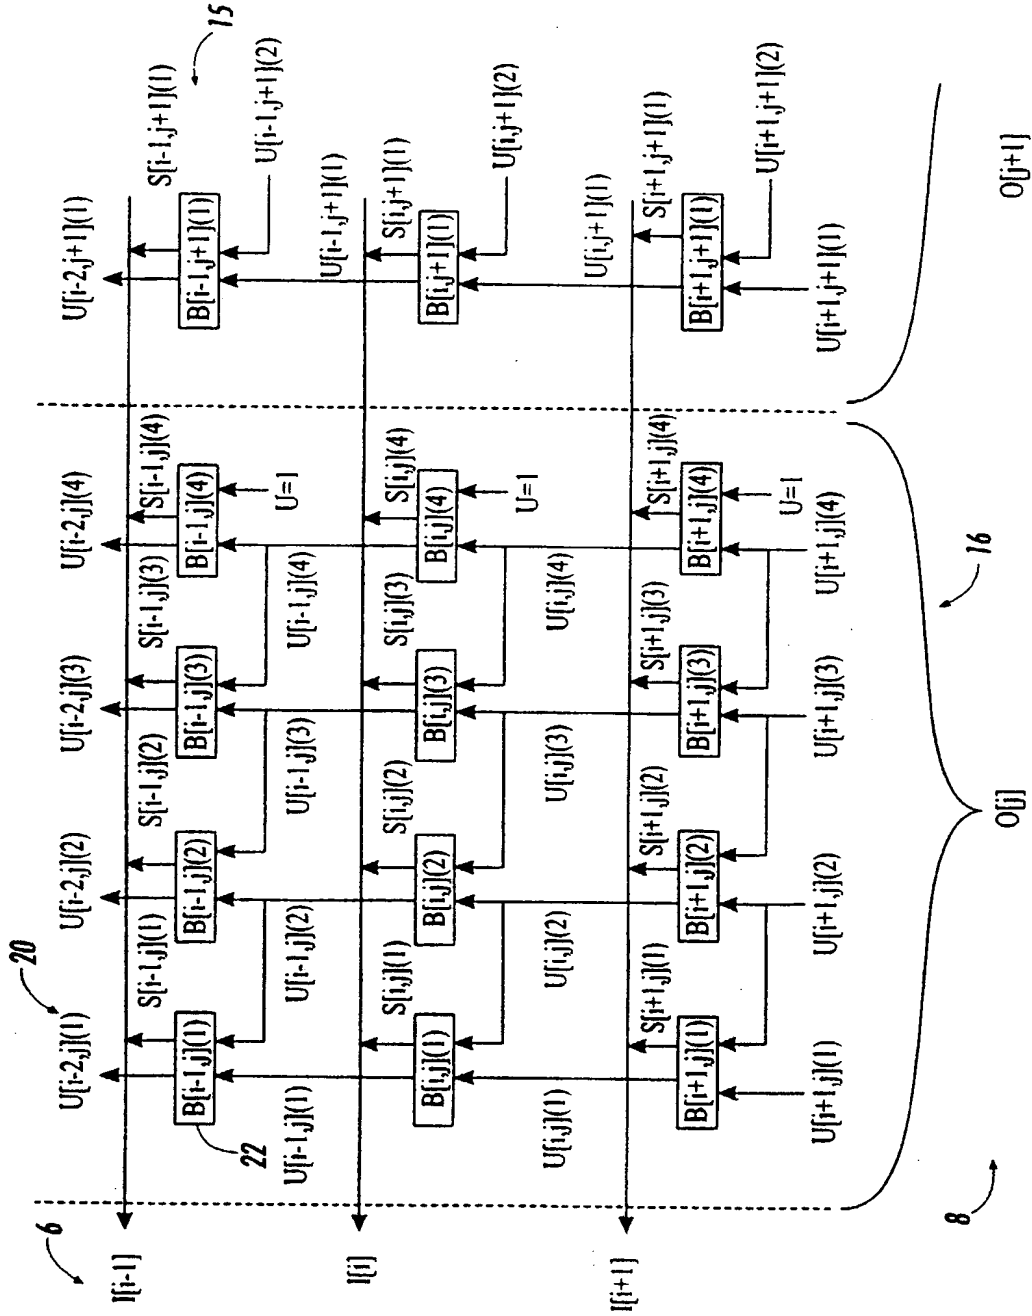 20
U[i-2,j](1)
U[i-2,j](2)
U[i-2,j](3)
U[i-2,j](4)
U[i-2,j+1](1)
6
I[i-1]
S[i-1,j](1)
S[i-1,j](2)
S[i-1,j](3)
S[i-1,j](4)
S[i-1,j+1](1)
15
B[i-1,j](1)
B[i-1,j](2)
B[i-1,j](3)
B[i-1,j](4)
B[i-1,j+1](1)
22
U=1
U[i-1,j+1](2)
U[i-1,j](1)
U[i-1,j](2)
U[i-1,j](3)
U[i-1,j](4)
U[i-1,j+1](1)
I[i]
S[i,j](1)
S[i,j](2)
S[i,j](3)
S[i,j](4)
S[i,j+1](1)
B[i,j](1)
B[i,j](2)
B[i,j](3)
B[i,j](4)
B[i,j+1](1)
U=1
U[i,j+1](2)
U[i,j](1)
U[i,j](2)
U[i,j](3)
U[i,j](4)
U[i,j+1](1)
I[i+1]
S[i+1,j](1)
S[i+1,j](2)
S[i+1,j](3)
S[i+1,j](4)
S[i+1,j+1](1)
B[i+1,j](1)
B[i+1,j](2)
B[i+1,j](3)
B[i+1,j](4)
B[i+1,j+1](1)
U=1
U[i+1,j+1](2)
U[i+1,j](1)
U[i+1,j](2)
U[i+1,j](3)
U[i+1,j](4)
U[i+1,j+1](1)
8
16
O[j]
O[j+1]